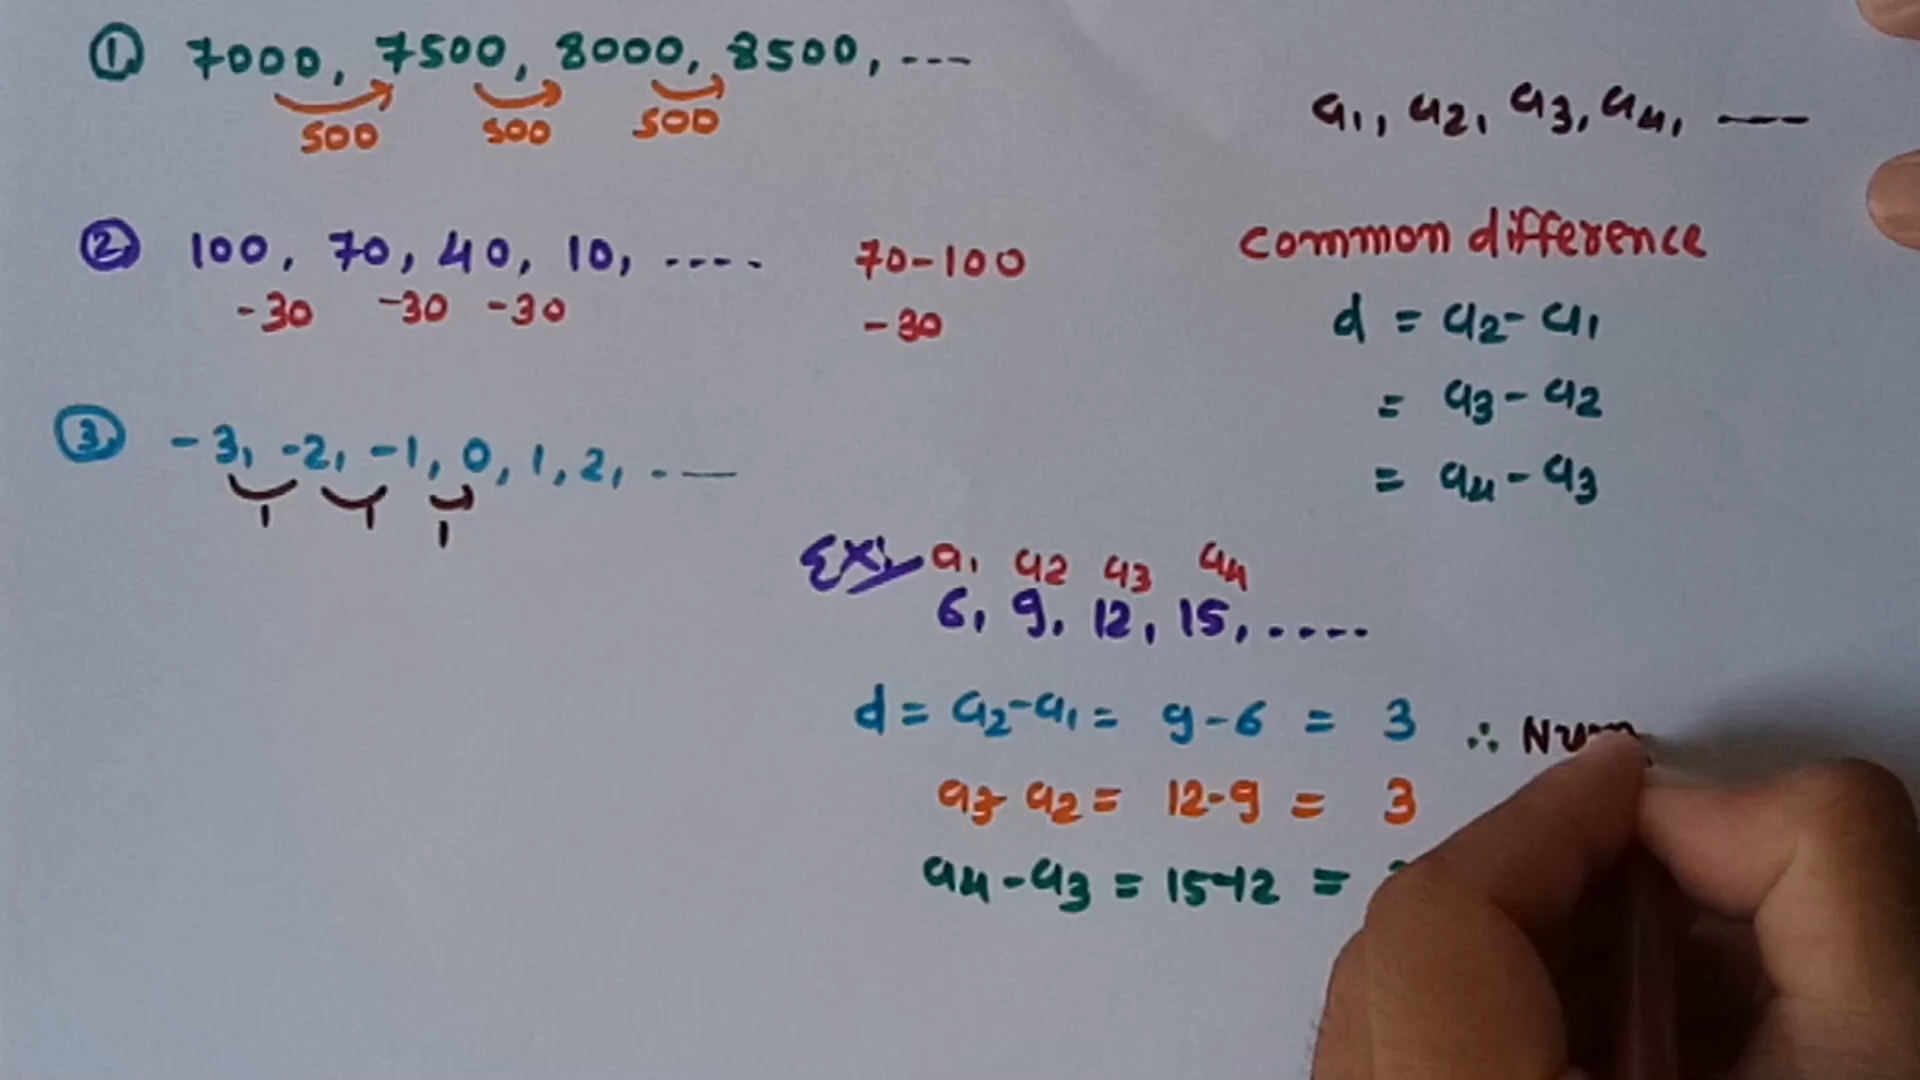 ① 7000, 7500, 8000, 8500, ---
500 500 500
a1, a2, a3, a4, —
② 100, 70, 40, 10, ....
-30 -30 -30
70-100
-30
common difference
d = a2-a1
= a3-a2
= a4-a3
③ -3, -2, -1, 0, 1, 2, . —
1 1 1
Ex:
a1 a2 a3 a4
6, 9, 12, 15, ....
d = a2-a1 = 9-6 = 3
a3 a2 = 12-9 = 3
a4-a3 = 15-12 =
∴ Num